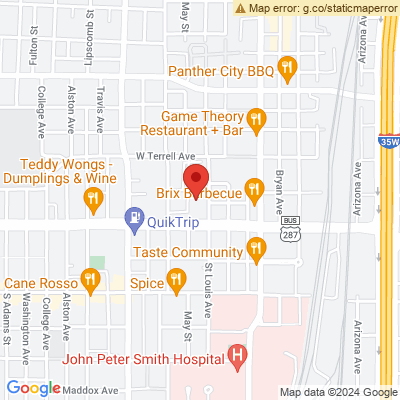 Map error: g.co/staticmaperror
Fulton St
Lipscomb St
May St
Arizona Ave
Panther City BBQ
College Ave
Alston Ave
Travis Ave
Game Theory
Restaurant + Bar
35W
W Terrell Ave
Teddy Wongs -
Dumplings & Wine
Brix Barbecue
Bryan Ave
Arizona Ave
QuikTrip
BUS
287
Taste Community
Cane Rosso
Spice
St Louis Ave
May St
S Adams St
Washington Ave
College Ave
Alston Ave
John Peter Smith Hospital
H
Arizona Ave
Google
Maddox Ave
Map data ©2024 Google